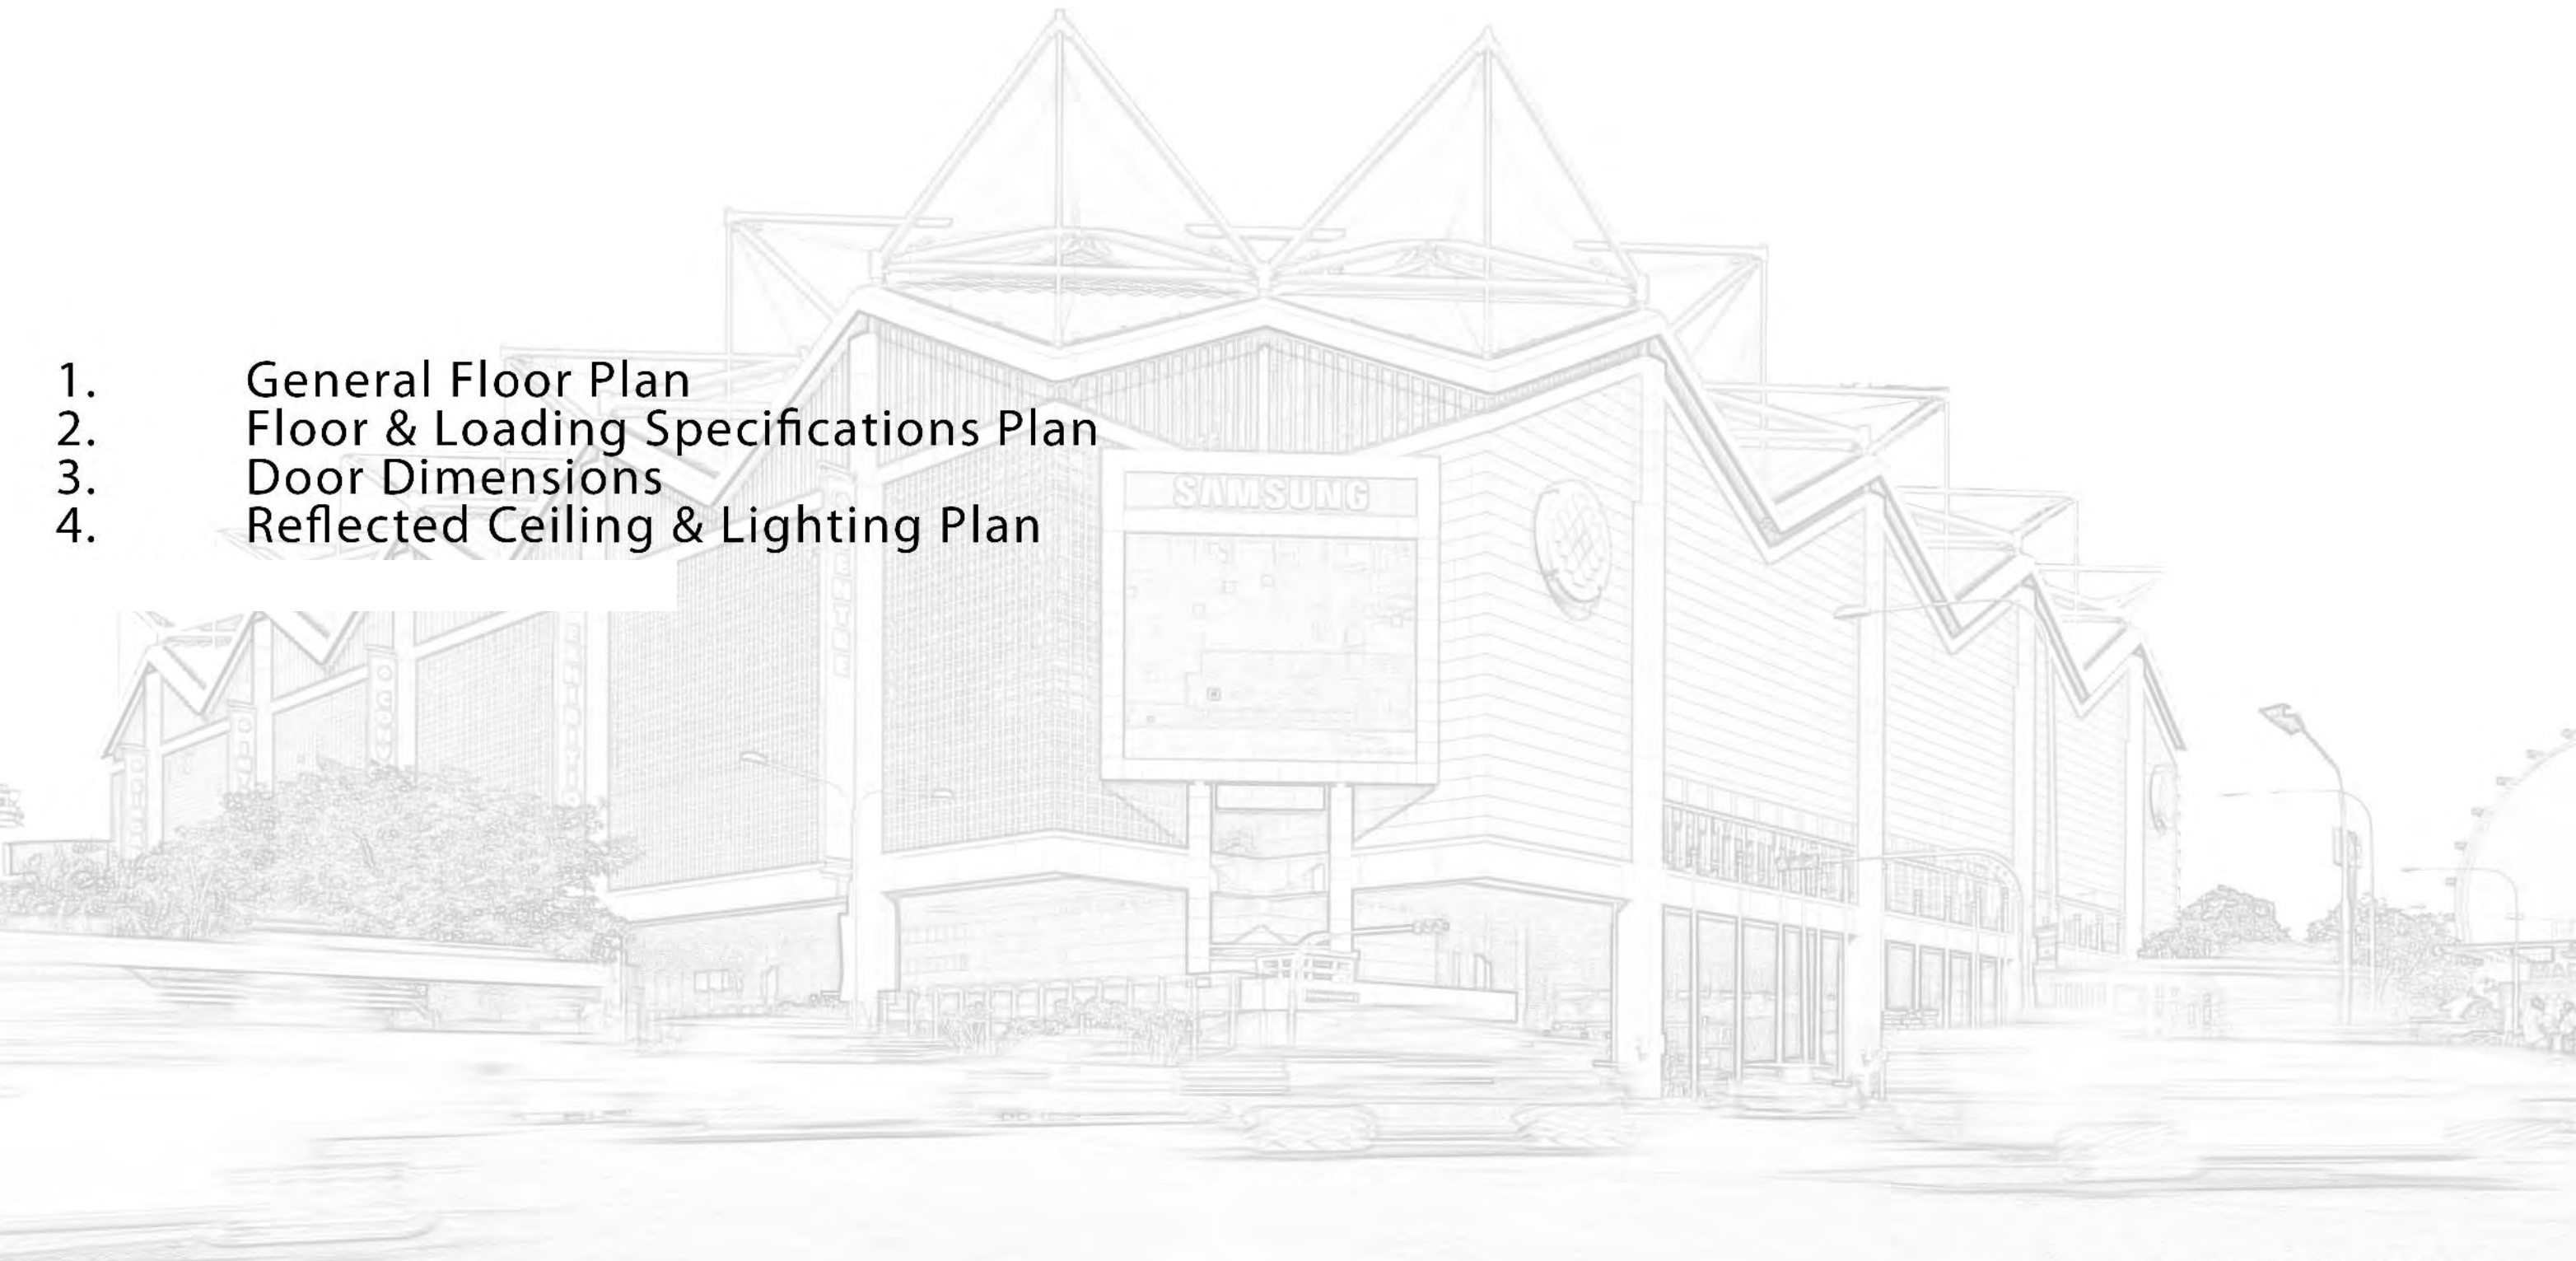 1. General Floor Plan
2. Floor & Loading Specifications Plan
3. Door Dimensions
4. Reflected Ceiling & Lighting Plan
SAMSUNG